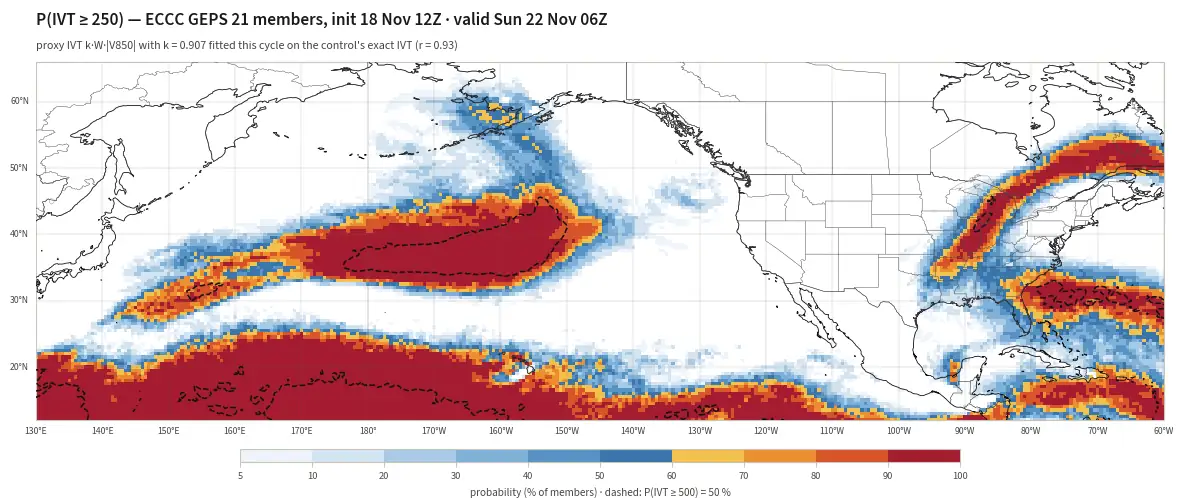 P(IVT ≥ 250) — ECCC GEPS 21 members, init 18 Nov 12Z · valid Sun 22 Nov 06Z
proxy IVT k·W·|V850| with k = 0.907 fitted this cycle on the control's exact IVT (r = 0.93)
60°N
50°N
40°N
30°N
20°N
130°E 140°E 150°E 160°E 170°E 180° 170°W 160°W 150°W 140°W 130°W 120°W 110°W 100°W 90°W 80°W 70°W 60°W
5 10 20 30 40 50 60 70 80 90 100
probability (% of members) · dashed: P(IVT ≥ 500) = 50 %